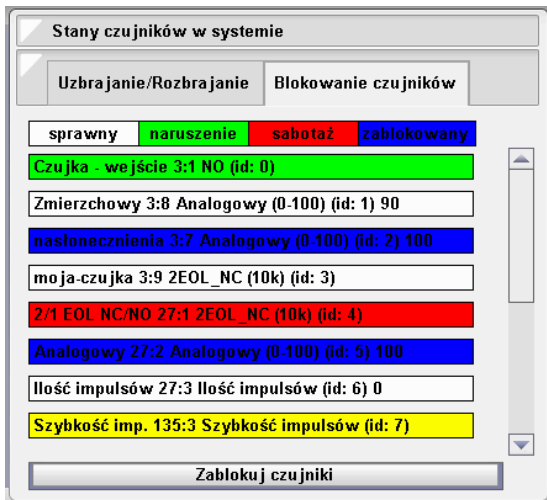 Stany czujników w systemie
Uzbrajanie/Rozbrajanie Blokowanie czujników
sprawny naruszenie sabotaż zablokowany
Czujka - wejście 3:1 NO (id: 0)
Zmierzchowy 3:8 Analogowy (0-100) (id: 1) 90
nasłonecznienia 3:7 Analogowy (0-100) (id: 2) 100
moja-czujka 3:9 2EOL_NC (10k) (id: 3)
2/1 EOL NC/NO 27:1 2EOL_NC (10k) (id: 4)
Analogowy 27:2 Analogowy (0-100) (id: 5) 100
Ilość impulsów 27:3 Ilość impulsów (id: 6) 0
Szybkość imp. 135:3 Szybkość impulsów (id: 7)
Zablokuj czujniki